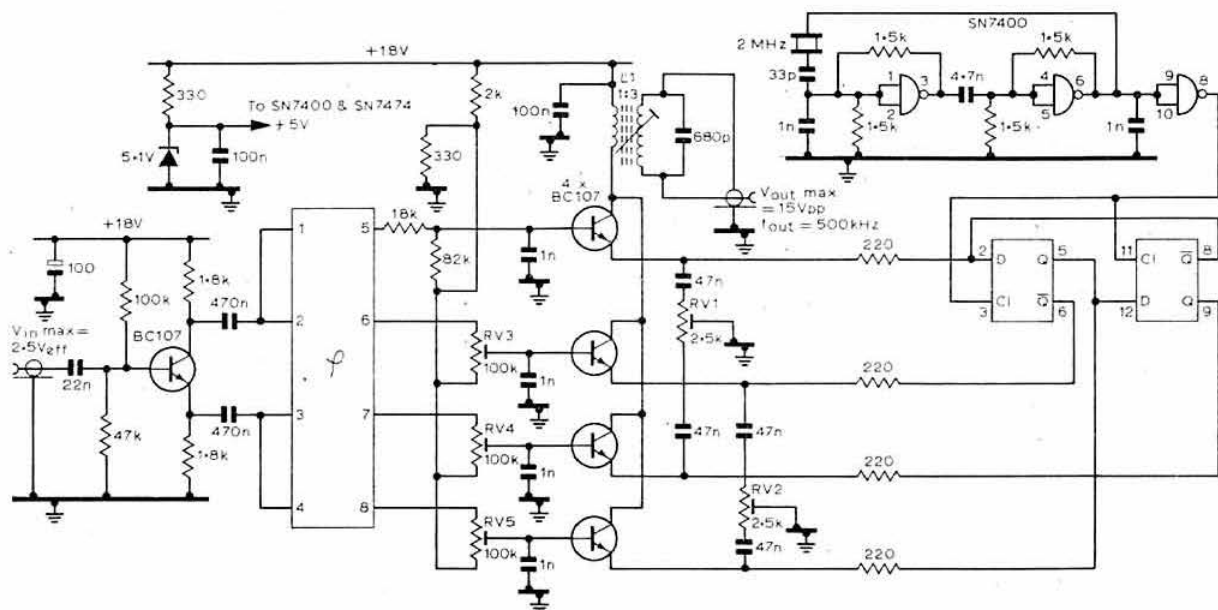 SN7400
+18V
2 MHz
1·5k
1·5k
33p
4·7n
1
2
3
4
5
6
9
10
8
1n
1·5k
1·5k
1n
330
To SN7400 & SN7474
+5V
5·1V
100n
2k
330
100n
L1
1:3
680p
4 x
BC107
Vout max
= 15Vpp
fout = 500kHz
+18V
100
1·8k
100k
470n
BC107
Vin max =
2·5Veff
22n
47k
470n
1·8k
1
2
3
4
φ
5
6
7
8
18k
82k
1n
RV3
100k
1n
RV4
100k
1n
RV5
100k
1n
47n
RV1
2·5k
47n
47n
RV2
2·5k
47n
220
220
220
220
2
D
Q
5
Cl
Q
3
6
11
Cl
Q
8
D
Q
12
9